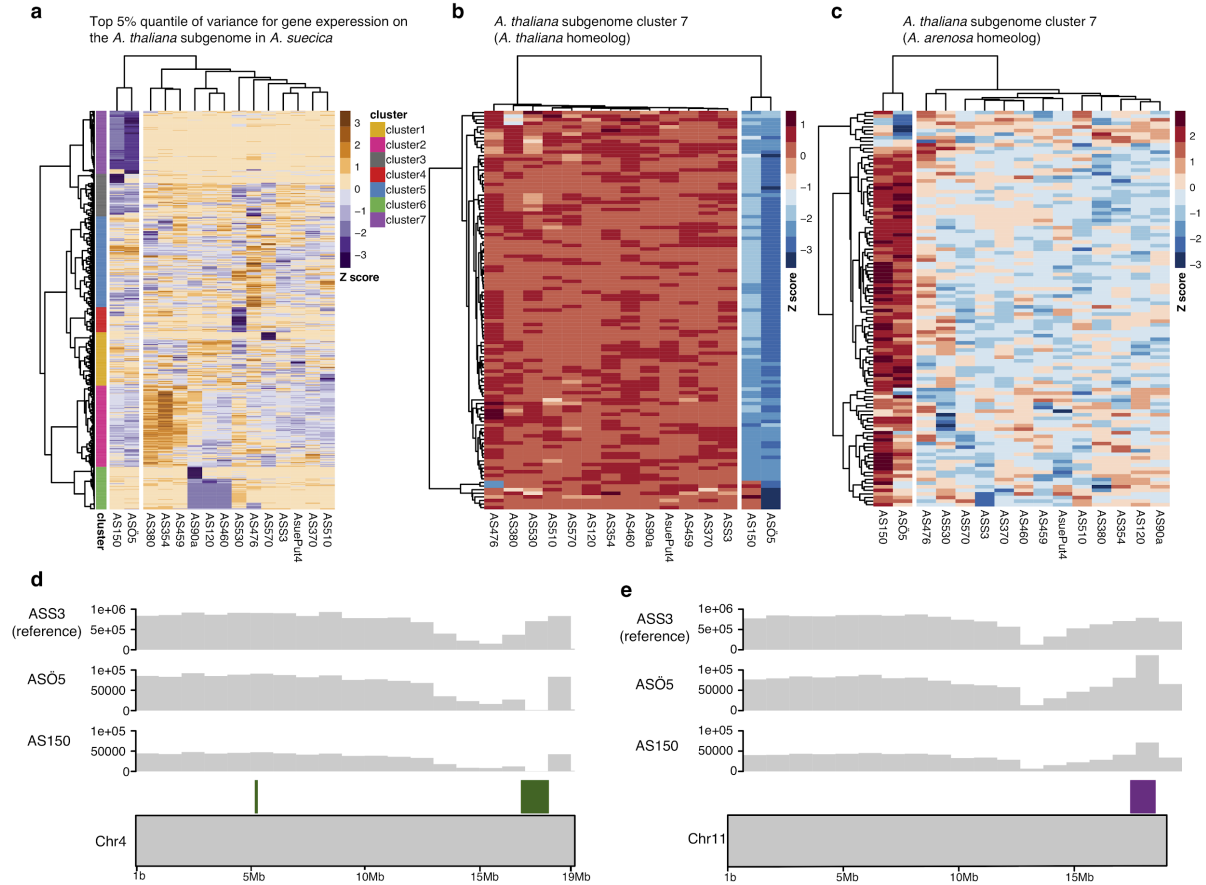 a
Top 5% quantile of variance for gene experession on
the A. thaliana subgenome in A. suecica
3
2
1
0
−1
−2
−3
Z score
cluster
cluster1
cluster2
cluster3
cluster4
cluster5
cluster6
cluster7
cluster
AS150
ASÖ5
AS380
AS354
AS459
AS90a
AS120
AS460
AS530
AS476
AS570
ASS3
AsuePut4
AS370
AS510
b
A. thaliana subgenome cluster 7
(A. thaliana homeolog)
1
0
−1
−2
−3
Z score
AS476
AS380
AS530
AS510
AS570
AS120
AS354
AS460
AS90a
AsuePut4
AS459
AS370
ASS3
AS150
ASÖ5
c
A. thaliana subgenome cluster 7
(A. arenosa homeolog)
2
1
0
−1
−2
−3
Z score
AS150
ASÖ5
AS476
AS530
AS570
ASS3
AS370
AS460
AS459
AsuePut4
AS510
AS380
AS354
AS120
AS90a
d
ASS3
(reference)
1e+06
5e+05
0
ASÖ5
1e+05
50000
0
AS150
1e+05
50000
0
Chr4
1b
5Mb
10Mb
15Mb
19Mb
e
ASS3
(reference)
1e+06
5e+05
0
ASÖ5
1e+05
50000
0
AS150
1e+05
50000
0
Chr11
1b
5Mb
10Mb
15Mb